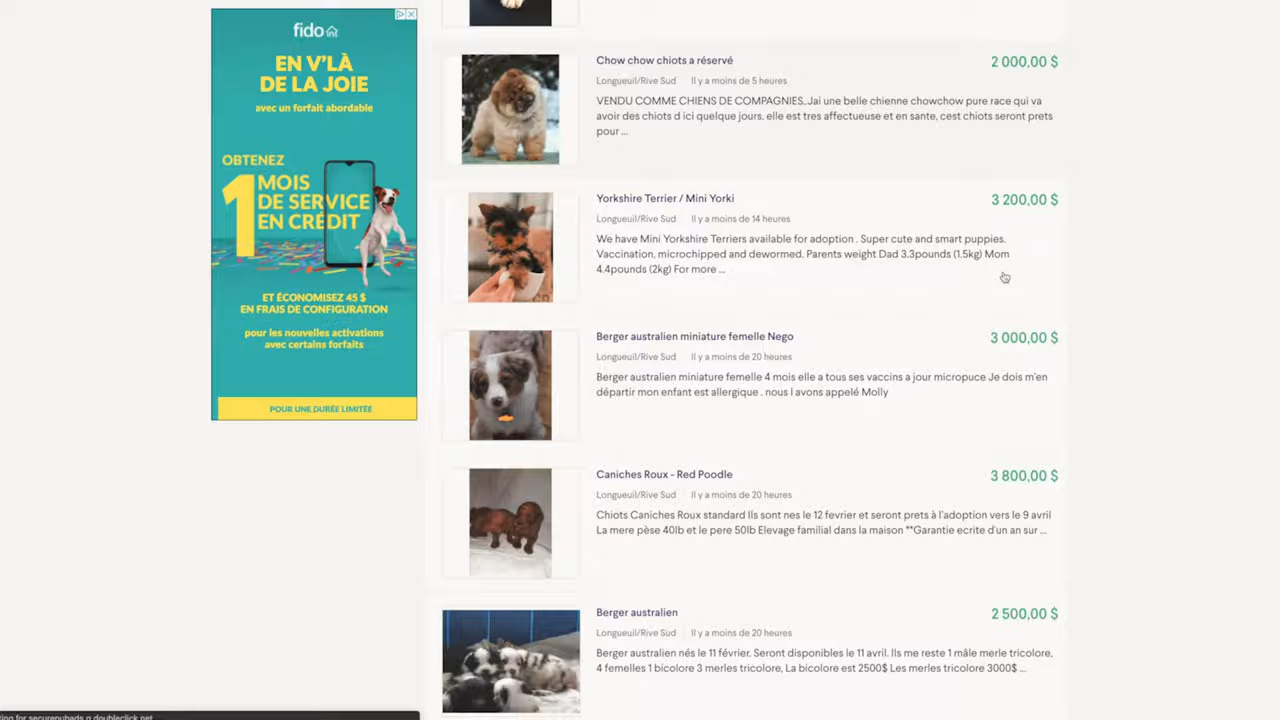 fido
EN V'LÀ
DE LA JOIE
avec un forfait abordable
OBTENEZ
1 MOIS
DE SERVICE
EN CRÉDIT
ET ÉCONOMISEZ 45 $
EN FRAIS DE CONFIGURATION
pour les nouvelles activations
avec certains forfaits
POUR UNE DURÉE LIMITÉE
Chow chow chiots a réservé
2 000,00 $
Longueuil/Rive Sud Il y a moins de 5 heures
VENDU COMME CHIENS DE COMPAGNIES. Jai une belle chienne chowchow pure race qui va
avoir des chiots d ici quelque jours. elle est tres affectueuse et en sante, cest chiots seront prets
pour ...
Yorkshire Terrier / Mini Yorki
3 200,00 $
Longueuil/Rive Sud Il y a moins de 14 heures
We have Mini Yorkshire Terriers available for adoption . Super cute and smart puppies.
Vaccination, microchipped and dewormed. Parents weight Dad 3.3pounds (1.5kg) Mom
4.4pounds (2kg) For more ...
Berger australien miniature femelle Nego
3 000,00 $
Longueuil/Rive Sud Il y a moins de 20 heures
Berger australien miniature femelle 4 mois elle a tous ses vaccins a jour micropuce Je dois m'en
départir mon enfant est allergique . nous l avons appelé Molly
Caniches Roux - Red Poodle
3 800,00 $
Longueuil/Rive Sud Il y a moins de 20 heures
Chiots Caniches Roux standard Ils sont nes le 12 fevrier et seront prets à l'adoption vers le 9 avril
La mere pèse 40lb et le pere 50lb Elevage familial dans la maison **Garantie ecrite d'un an sur ...
Berger australien
2 500,00 $
Longueuil/Rive Sud Il y a moins de 20 heures
Berger australien nés le 11 février. Seront disponibles le 11 avril. Ils me reste 1 mâle merle tricolore,
4 femelles 1 bicolore 3 merles tricolore, La bicolore est 2500$ Les merles tricolore 3000$ ...